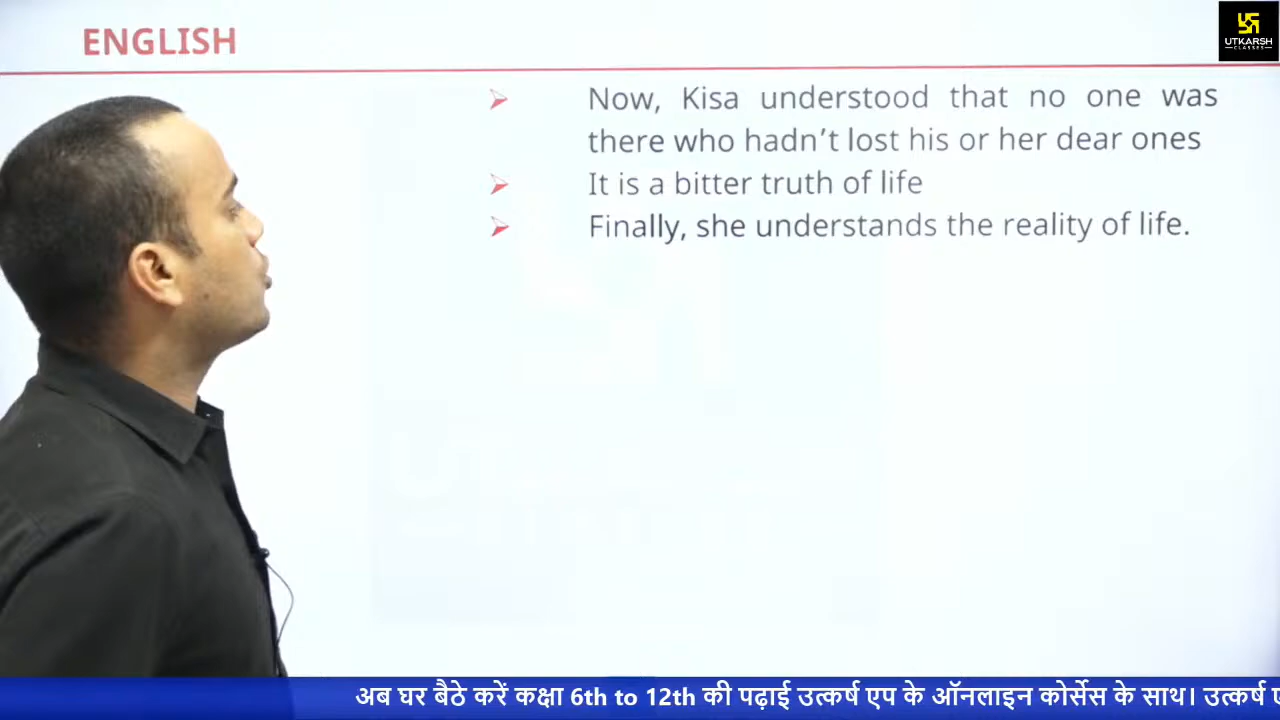 ENGLISH
UTKARSH
CLASSES
➢ Now, Kisa understood that no one was
there who hadn’t lost his or her dear ones
➢ It is a bitter truth of life
➢ Finally, she understands the reality of life.
अब घर बैठे करें कक्षा 6th to 12th की पढ़ाई उत्कर्ष एप के ऑनलाइन कोर्सेस के साथ। उत्कर्ष